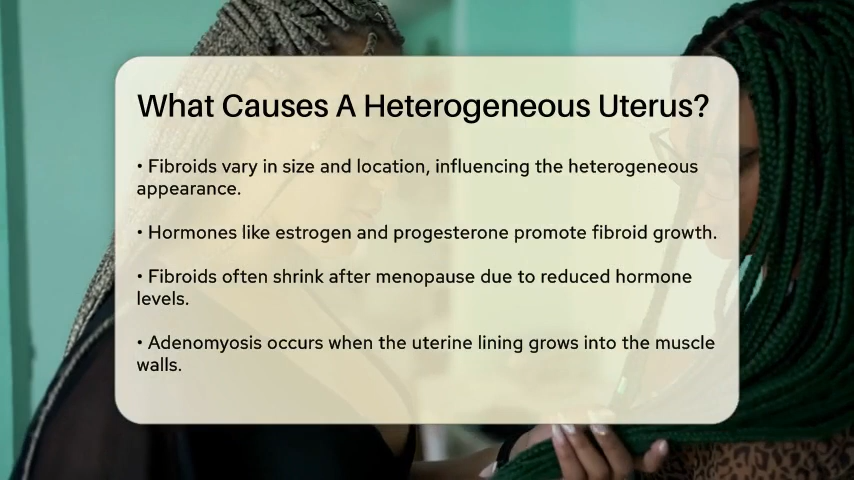 What Causes A Heterogeneous Uterus?
• Fibroids vary in size and location, influencing the heterogeneous
appearance.
• Hormones like estrogen and progesterone promote fibroid growth.
• Fibroids often shrink after menopause due to reduced hormone
levels.
• Adenomyosis occurs when the uterine lining grows into the muscle
walls.